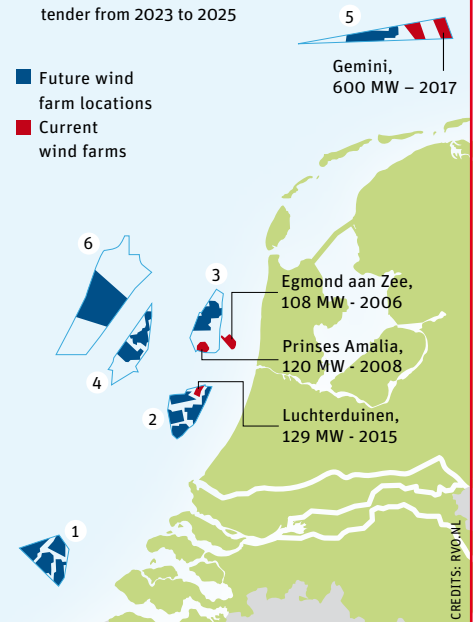 tender from 2023 to 2025
5
Gemini,
600 MW – 2017
Future wind
farm locations
Current
wind farms
6
3
Egmond aan Zee,
108 MW - 2006
Prinses Amalia,
120 MW - 2008
4
2
Luchterduinen,
129 MW - 2015
1
CREDITS: RVO.NL